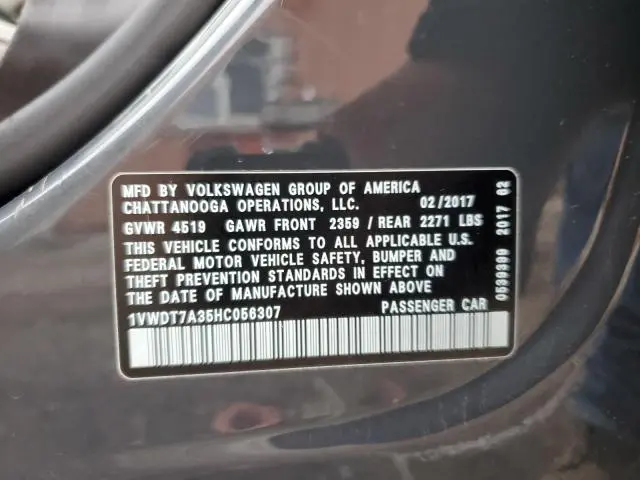 MFD BY VOLKSWAGEN GROUP OF AMERICA
CHATTANOOGA OPERATIONS, LLC. 02/2017
GVWR 4519 GAWR FRONT 2359 / REAR 2271 LBS
THIS VEHICLE CONFORMS TO ALL APPLICABLE U.S.
FEDERAL MOTOR VEHICLE SAFETY, BUMPER AND
THEFT PREVENTION STANDARDS IN EFFECT ON
THE DATE OF MANUFACTURE SHOWN ABOVE
1VWDT7A35HC056307 PASSENGER CAR
0539399 2017 02